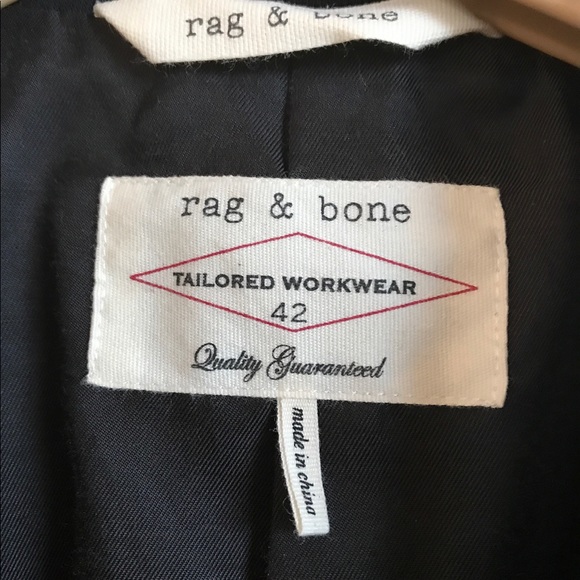 rag & bone
rag & bone
TAILORED WORKWEAR
42
Quality Guaranteed
made in china